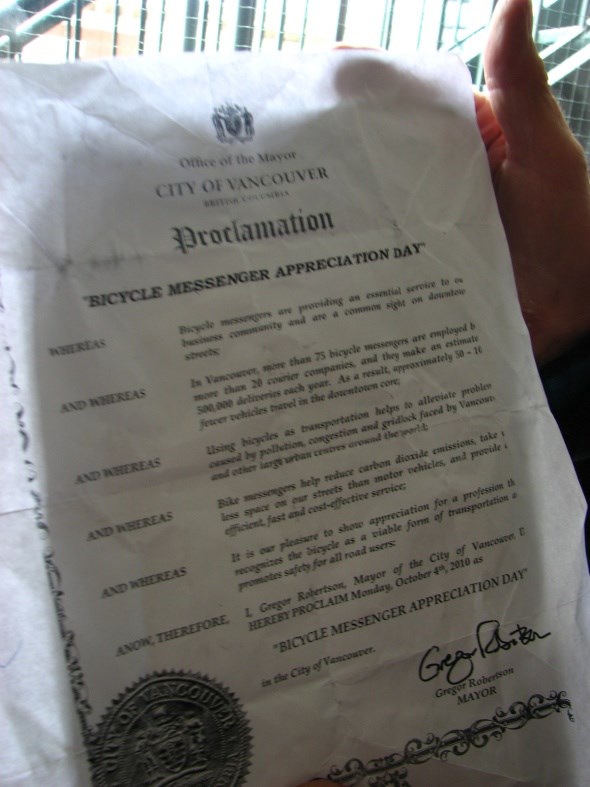 Office of the Mayor
CITY OF VANCOUVER
BRITISH COLUMBIA
Proclamation
"BICYCLE MESSENGER APPRECIATION DAY"
WHEREAS
Bicycle messengers are providing an essential service to
business community and are a common sight on
streets;
AND WHEREAS
In Vancouver, more than 75 bicycle messengers are employed
more than 20 courier companies, and they make an
500,000 deliveries each year. As a result, approximately 50 –
fewer vehicles travel in the downtown core;
AND WHEREAS
Using bicycles as transportation helps to alleviate
caused by pollution, congestion and gridlock faced by
and other large urban centres around the world;
AND WHEREAS
Bike messengers help reduce carbon dioxide emissions, take
less space on our streets than motor vehicles, and provide
efficient, fast and cost-effective service;
AND WHEREAS
It is our pleasure to show appreciation for a profession
recognizes the bicycle as a viable form of transportation
promotes safety for all road users:
ANOW, THEREFORE,
I, Gregor Robertson, Mayor of the City of Vancouver,
HEREBY PROCLAIM Monday, October 4th, 2010 as
"BICYCLE MESSENGER APPRECIATION DAY"
in the City of Vancouver.
Gregor Robertson
Gregor Robertson
MAYOR
OF VANCOUVER